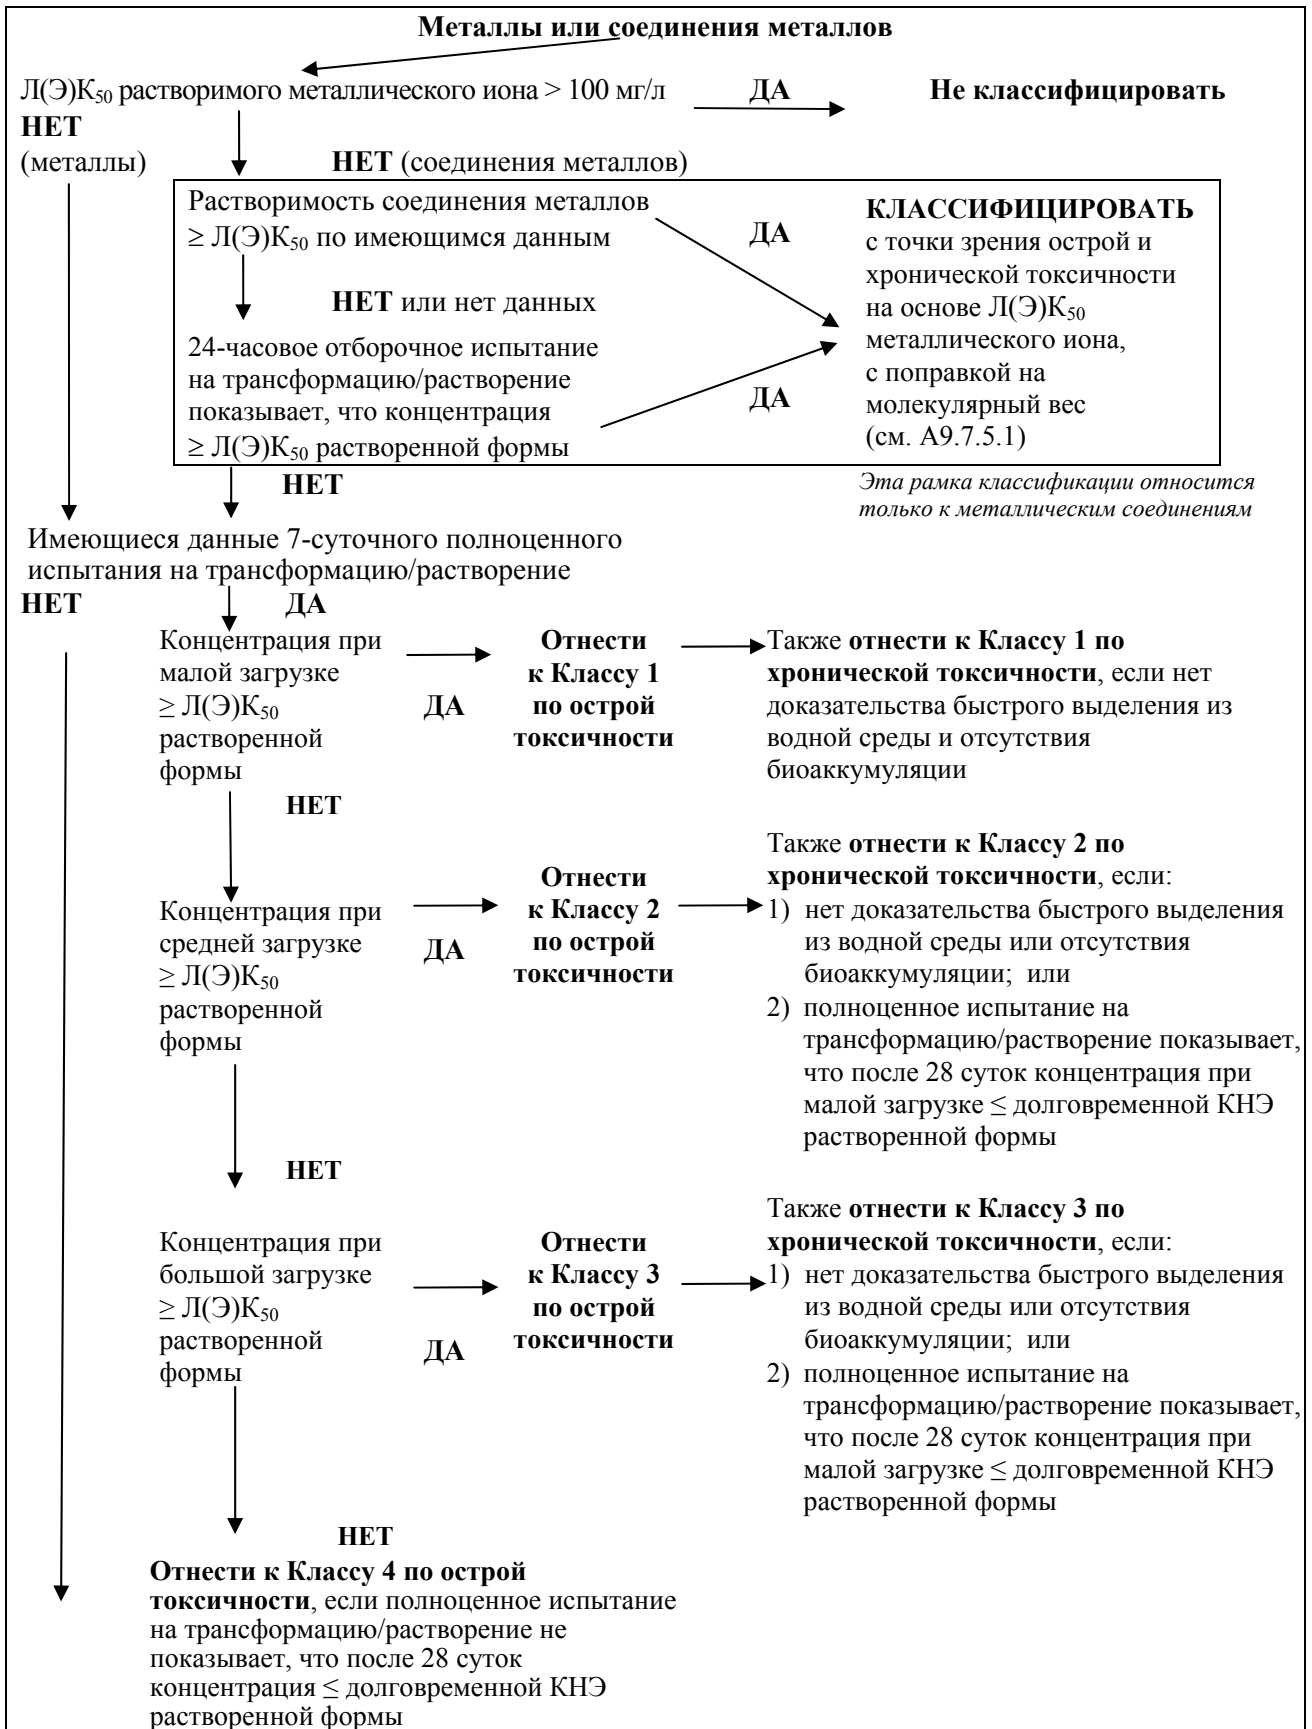 Металлы или соединения металлов
Л(Э)К50 растворимого металлического иона > 100 мг/л ДА Не классифицировать
НЕТ
(металлы)
НЕТ (соединения металлов)
Растворимость соединения металлов
≥ Л(Э)К50 по имеющимся данным
ДА
НЕТ или нет данных
24-часовое отборочное испытание
на трансформацию/растворение
показывает, что концентрация
≥ Л(Э)К50 растворенной формы
ДА
КЛАССИФИЦИРОВАТЬ
с точки зрения острой и
хронической токсичности
на основе Л(Э)К50
металлического иона,
с поправкой на
молекулярный вес
(см. А9.7.5.1)
НЕТ
Эта рамка классификации относится
только к металлическим соединениям
Имеющиеся данные 7-суточного полноценного
испытания на трансформацию/растворение
НЕТ
ДА
Концентрация при
малой загрузке
≥ Л(Э)К50
растворенной
формы
ДА
Отнести
к Классу 1
по острой
токсичности
Также отнести к Классу 1 по
хронической токсичности, если нет
доказательства быстрого выделения из
водной среды и отсутствия
биоаккумуляции
НЕТ
Концентрация при
средней загрузке
≥ Л(Э)К50
растворенной
формы
ДА
Отнести
к Классу 2
по острой
токсичности
Также отнести к Классу 2 по
хронической токсичности, если:
1) нет доказательства быстрого выделения
из водной среды или отсутствия
биоаккумуляции; или
2) полноценное испытание на
трансформацию/растворение показывает,
что после 28 суток концентрация при
малой загрузке ≤ долговременной КНЭ
растворенной формы
НЕТ
Концентрация при
большой загрузке
≥ Л(Э)К50
растворенной
формы
ДА
Отнести
к Классу 3
по острой
токсичности
Также отнести к Классу 3 по
хронической токсичности, если:
1) нет доказательства быстрого выделения
из водной среды или отсутствия
биоаккумуляции; или
2) полноценное испытание на
трансформацию/растворение показывает,
что после 28 суток концентрация при
малой загрузке ≤ долговременной КНЭ
растворенной формы
НЕТ
Отнести к Классу 4 по острой
токсичности, если полноценное испытание
на трансформацию/растворение не
показывает, что после 28 суток
концентрация ≤ долговременной КНЭ
растворенной формы